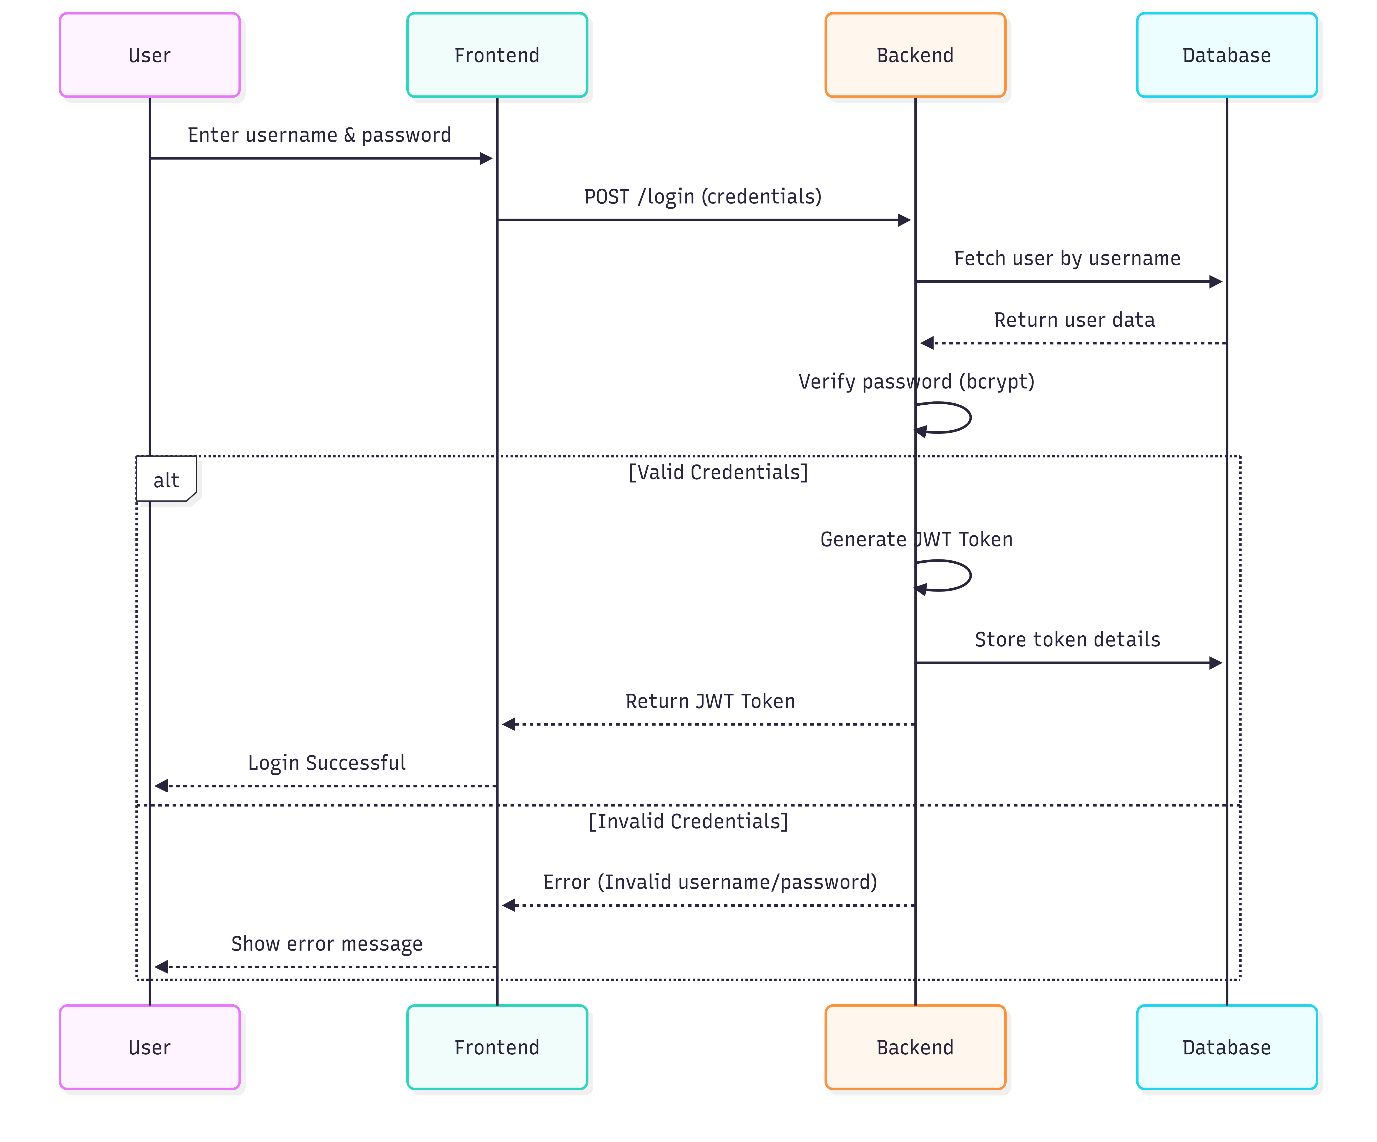 User
Frontend
Backend
Database
Enter username & password
POST /login (credentials)
Fetch user by username
Return user data
Verify password (bcrypt)
alt
[Valid Credentials]
Generate JWT Token
Store token details
Return JWT Token
Login Successful
[Invalid Credentials]
Error (Invalid username/password)
Show error message
User
Frontend
Backend
Database